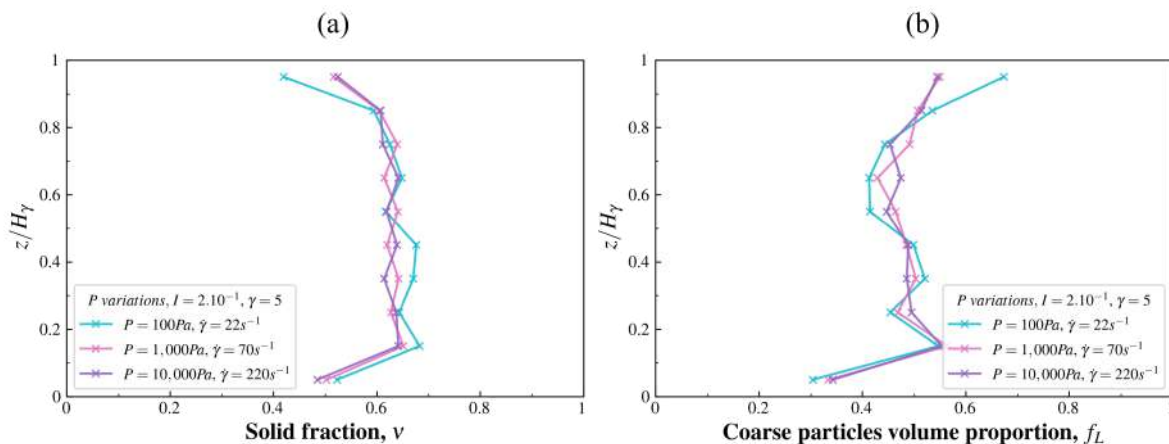 (a)
1
0.8
0.6
0.4
0.2
0
z/Hγ
P variations, I = 2.10⁻¹, γ = 5
P = 100Pa, γ̇ = 22s⁻¹
P = 1,000Pa, γ̇ = 70s⁻¹
P = 10,000Pa, γ̇ = 220s⁻¹
0 0.2 0.4 0.6 0.8 1
Solid fraction, ν
(b)
1
0.8
0.6
0.4
0.2
0
z/Hγ
P variations, I = 2.10⁻¹, γ = 5
P = 100Pa, γ̇ = 22s⁻¹
P = 1,000Pa, γ̇ = 70s⁻¹
P = 10,000Pa, γ̇ = 220s⁻¹
0 0.2 0.4 0.6 0.8
Coarse particles volume proportion, f_L